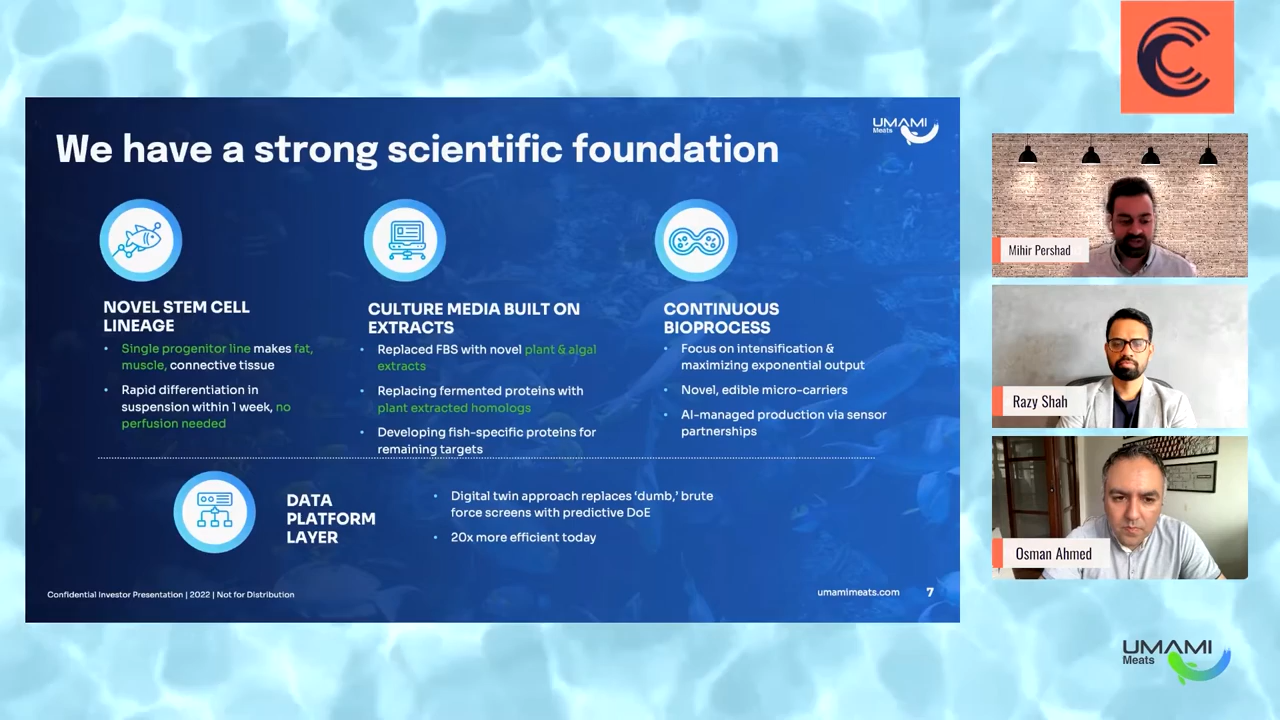 We have a strong scientific foundation
UMAMI
Meats
NOVEL STEM CELL
LINEAGE
• Single progenitor line makes fat,
muscle, connective tissue
• Rapid differentiation in
suspension within 1 week, no
perfusion needed
CULTURE MEDIA BUILT ON
EXTRACTS
• Replaced FBS with novel plant & algal
extracts
• Replacing fermented proteins with
plant extracted homologs
• Developing fish-specific proteins for
remaining targets
CONTINUOUS
BIOPROCESS
• Focus on intensification &
maximizing exponential output
• Novel, edible micro-carriers
• AI-managed production via sensor
partnerships
DATA
PLATFORM
LAYER
• Digital twin approach replaces ‘dumb,’ brute
force screens with predictive DoE
• 20x more efficient today
Confidential Investor Presentation | 2022 | Not for Distribution
umamimeats.com
7
Mihir Pershad
Razy Shah
Osman Ahmed
UMAMI
Meats